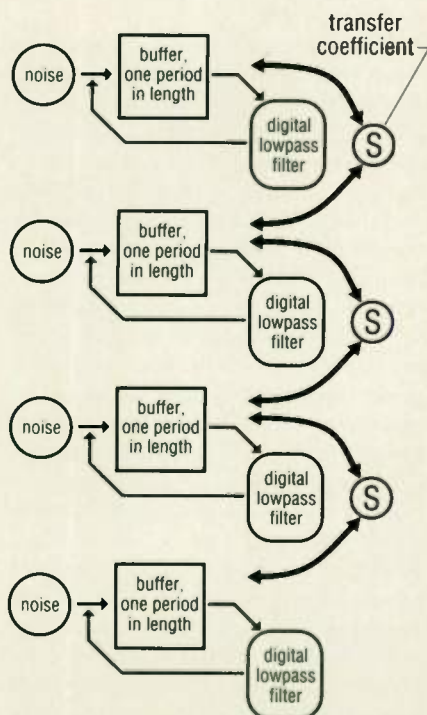 transfer
coefficient
noise
buffer,
one period
in length
digital
lowpass
filter
S
noise
buffer,
one period
in length
digital
lowpass
filter
S
noise
buffer,
one period
in length
digital
lowpass
filter
S
noise
buffer,
one period
in length
digital
lowpass
filter